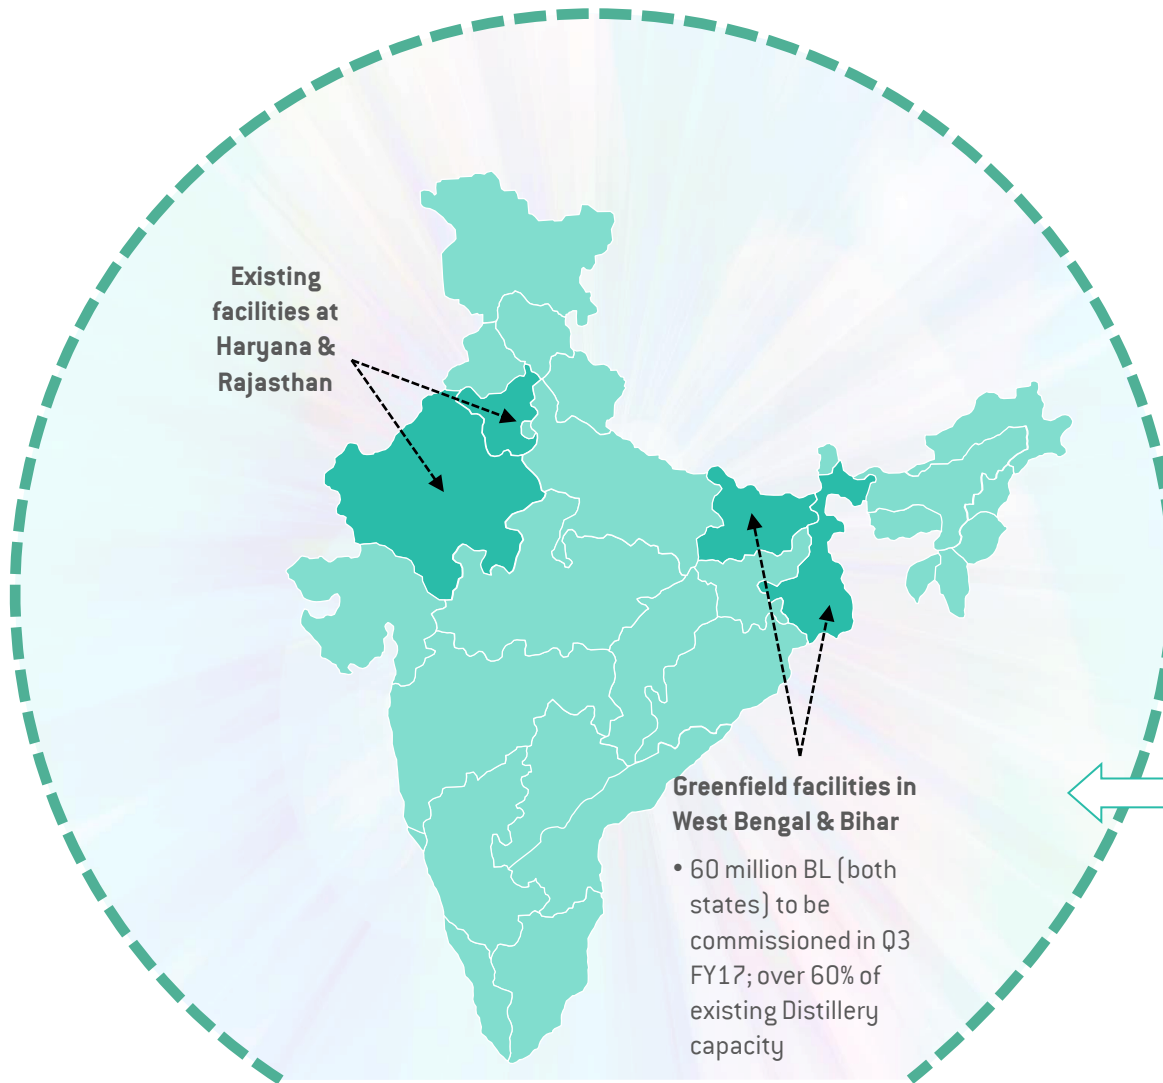 Existing
facilities at
Haryana &
Rajasthan
Greenfield facilities in
West Bengal & Bihar
• 60 million BL (both
states) to be
commissioned in Q3
FY17; over 60% of
existing Distillery
capacity